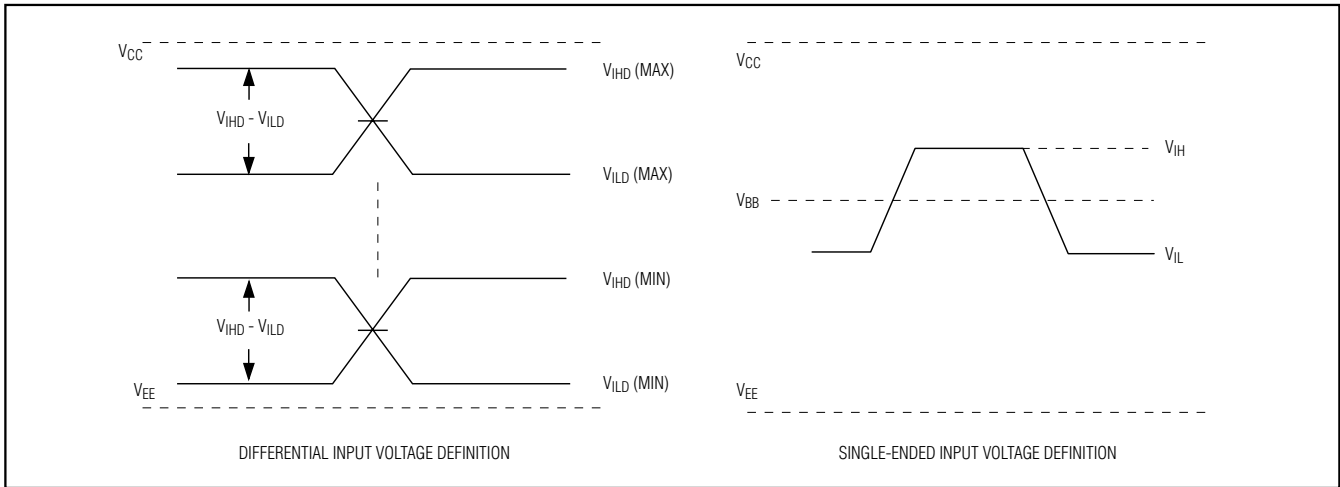 VCC
VIHD (MAX)
VIHD - VILD
VILD (MAX)
VIHD (MIN)
VIHD - VILD
VEE
VILD (MIN)
DIFFERENTIAL INPUT VOLTAGE DEFINITION
VCC
VIH
VBB
VIL
VEE
SINGLE-ENDED INPUT VOLTAGE DEFINITION